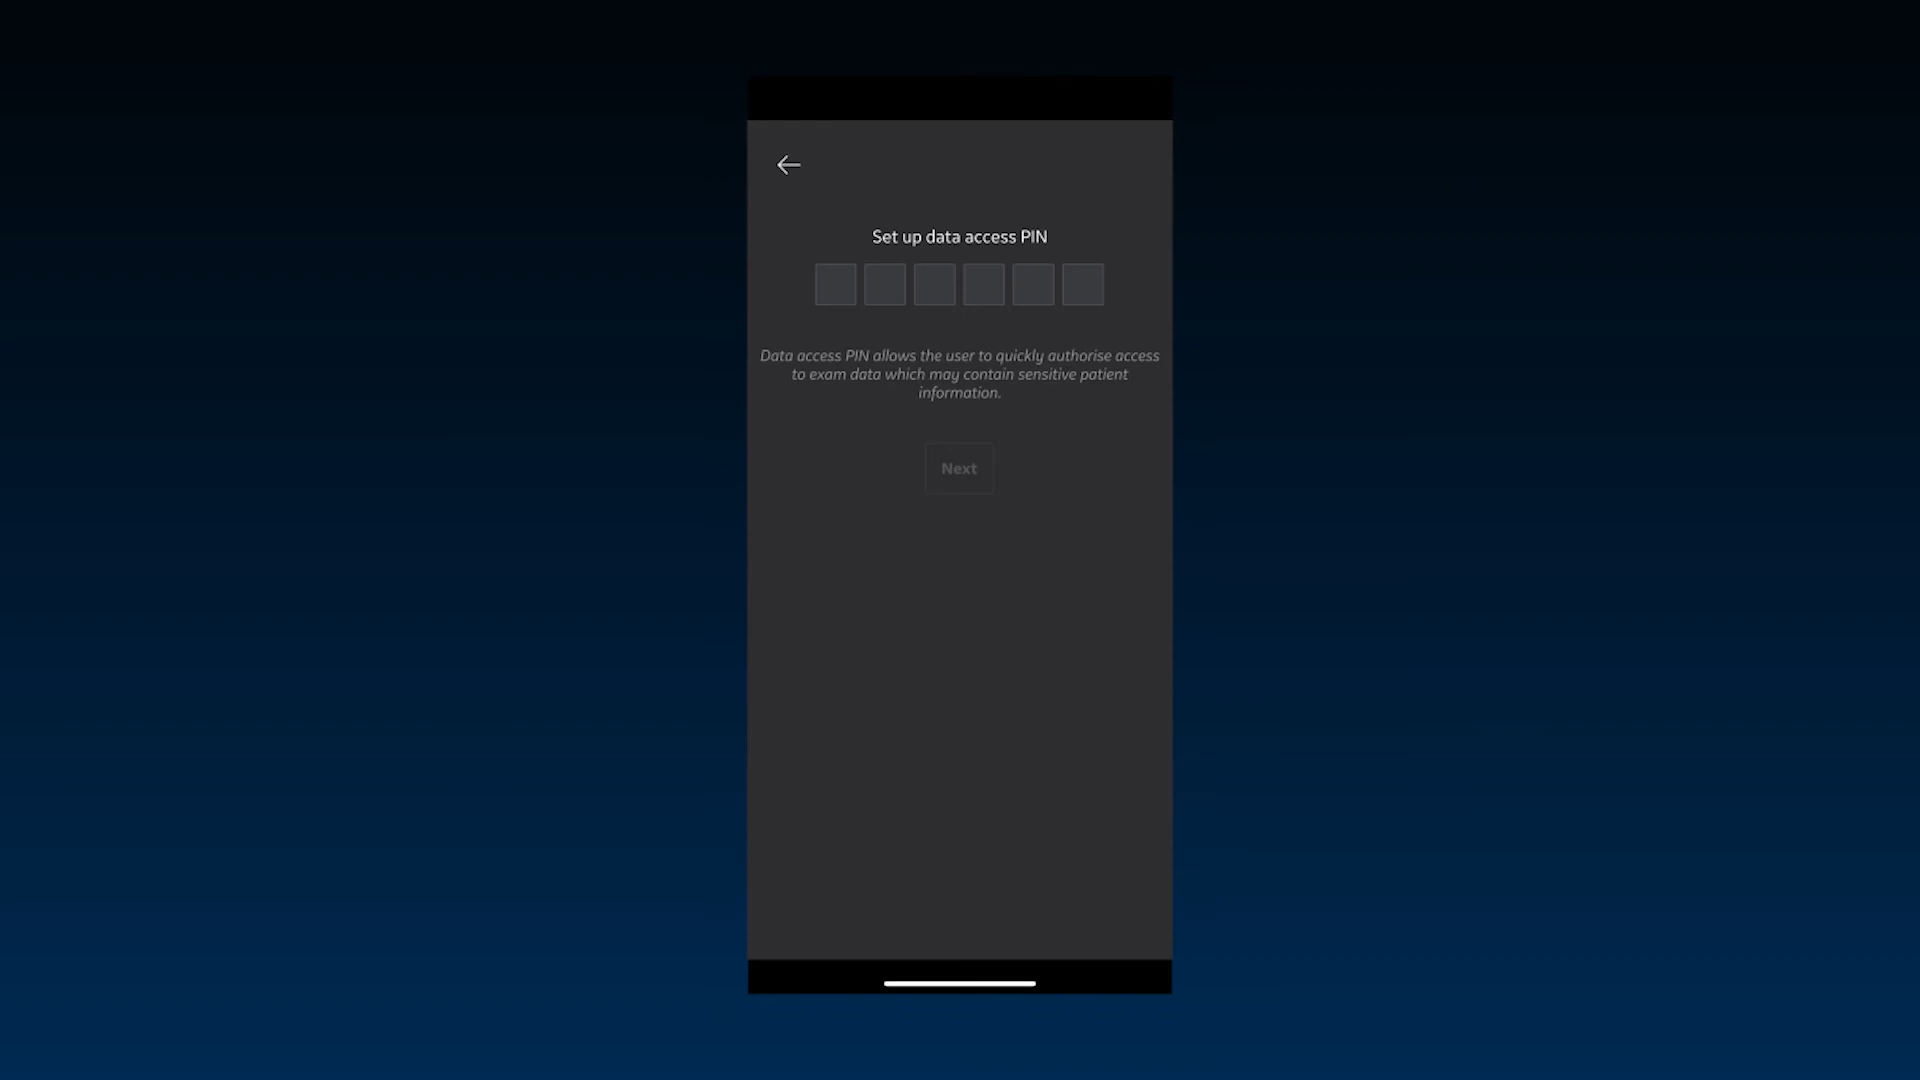 Set up data access PIN
Data access PIN allows the user to quickly authorise access
to exam data which may contain sensitive patient
information.
Next